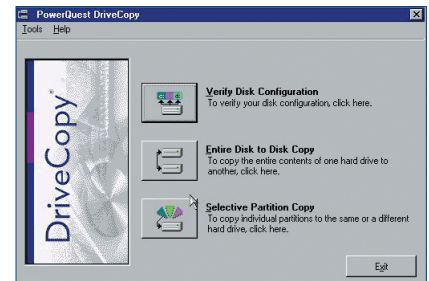 PowerQuest DriveCopy
Tools Help
DriveCopy
Verify Disk Configuration
To verify your disk configuration, click here.
Entire Disk to Disk Copy
To copy the entire contents of one hard drive to
another, click here.
Selective Partition Copy
To copy individual partitions to the same or a different
hard drive, click here.
Exit